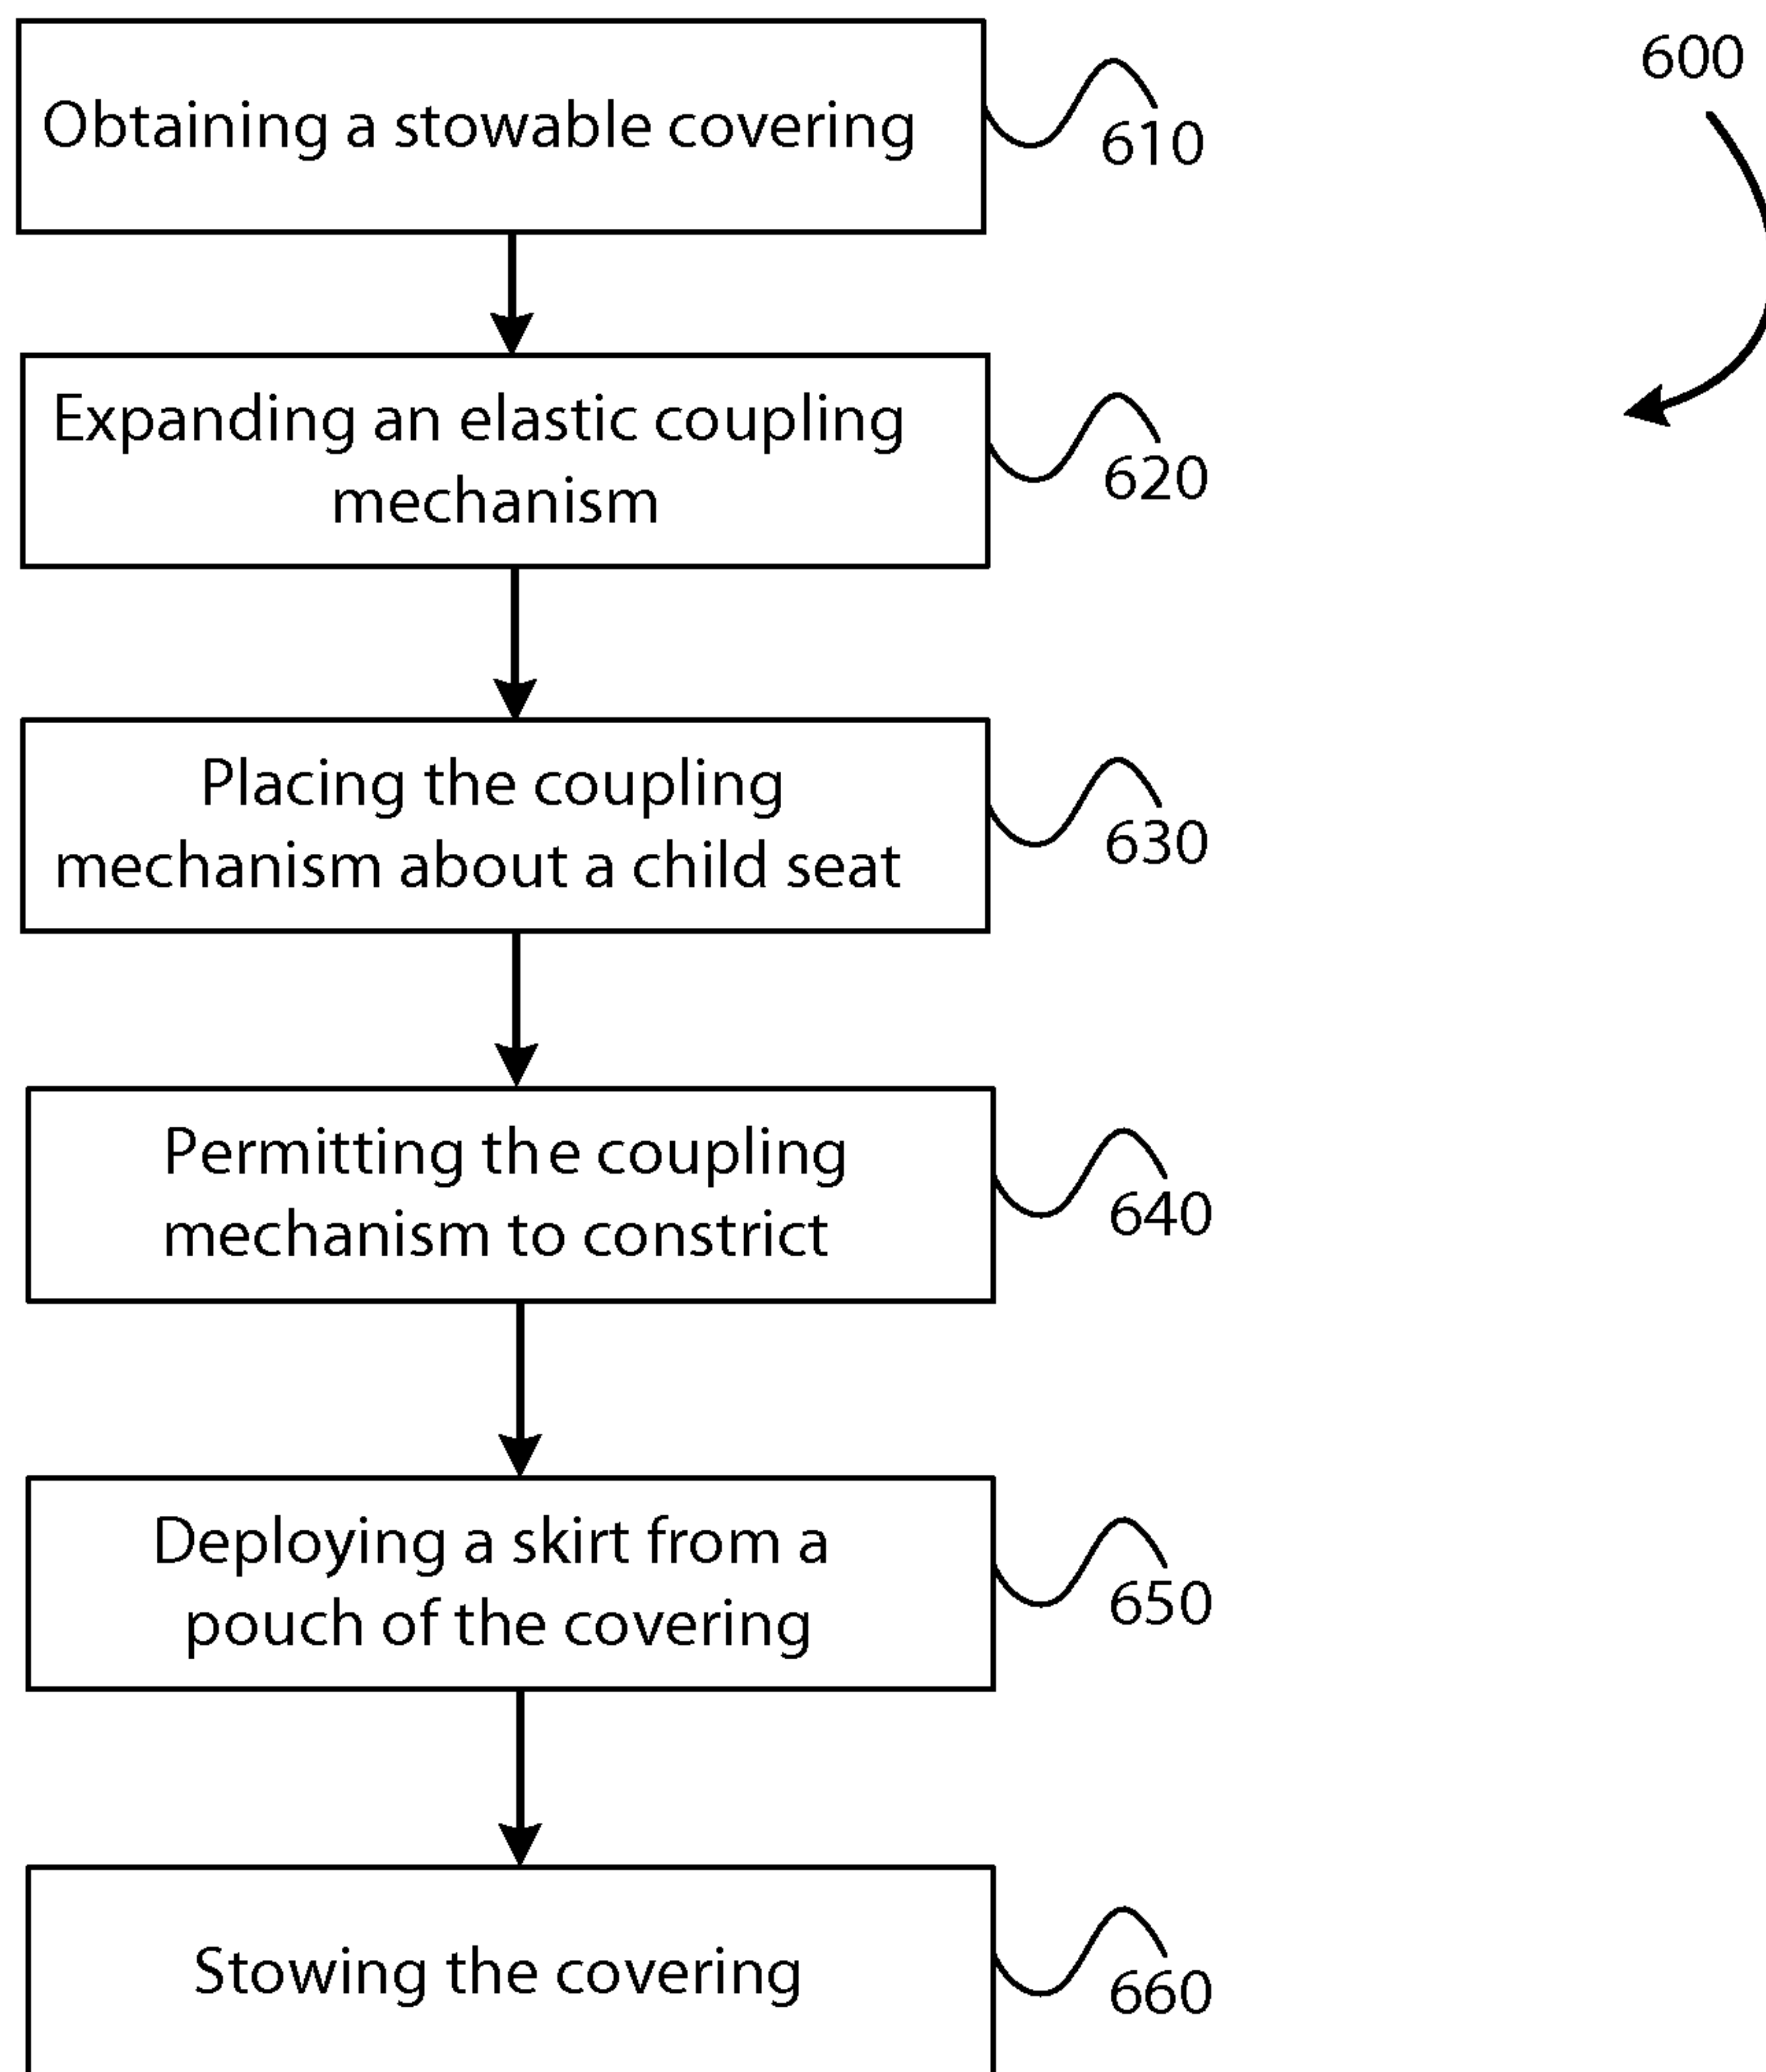 600
Obtaining a stowable covering
610
Expanding an elastic coupling
mechanism
620
Placing the coupling
mechanism about a child seat
630
Permitting the coupling
mechanism to constrict
640
Deploying a skirt from a
pouch of the covering
650
Stowing the covering
660